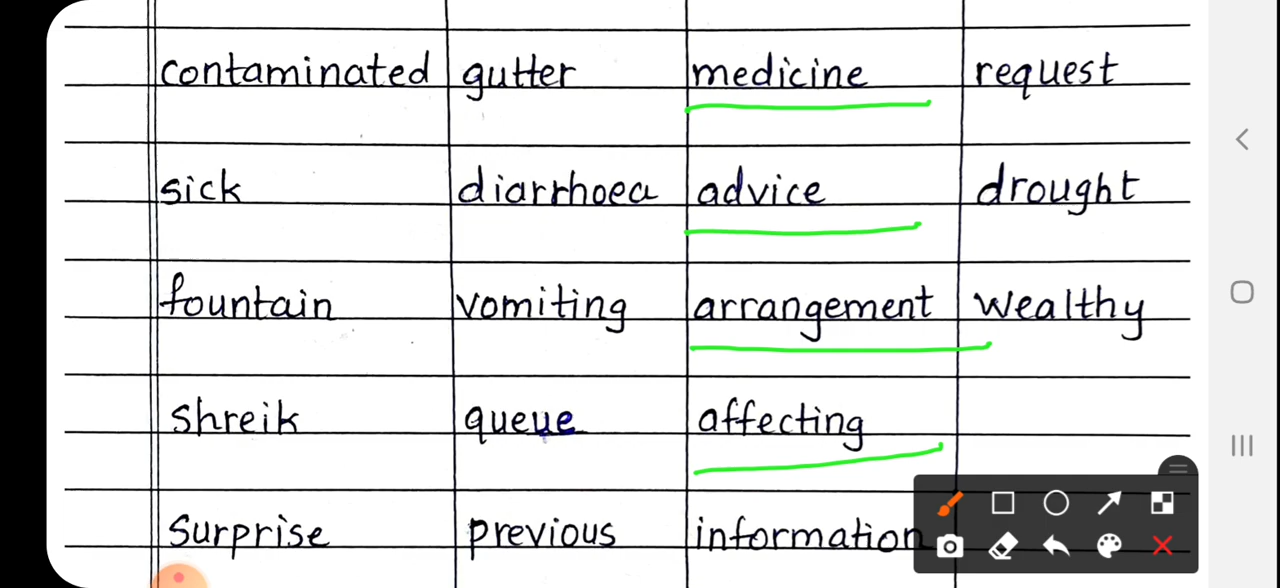 contaminated gutter medicine request
sick diarrhoea advice drought
fountain vomiting arrangement wealthy
shreik queue affecting
surprise previous information